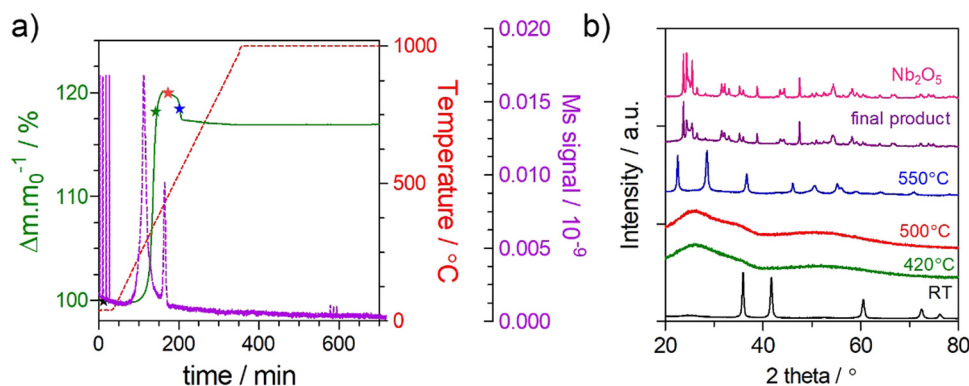 a)
Δm.m₀⁻¹ / %
120
110
100
0
200
400
600
time / min
1000
500
0
Temperature / °C
0.020
0.015
0.010
0.005
0.000
Ms signal / 10⁻⁹
b)
Intensity / a.u.
Nb₂O₅
final product
550°C
500°C
420°C
RT
20
40
60
80
2 theta / °